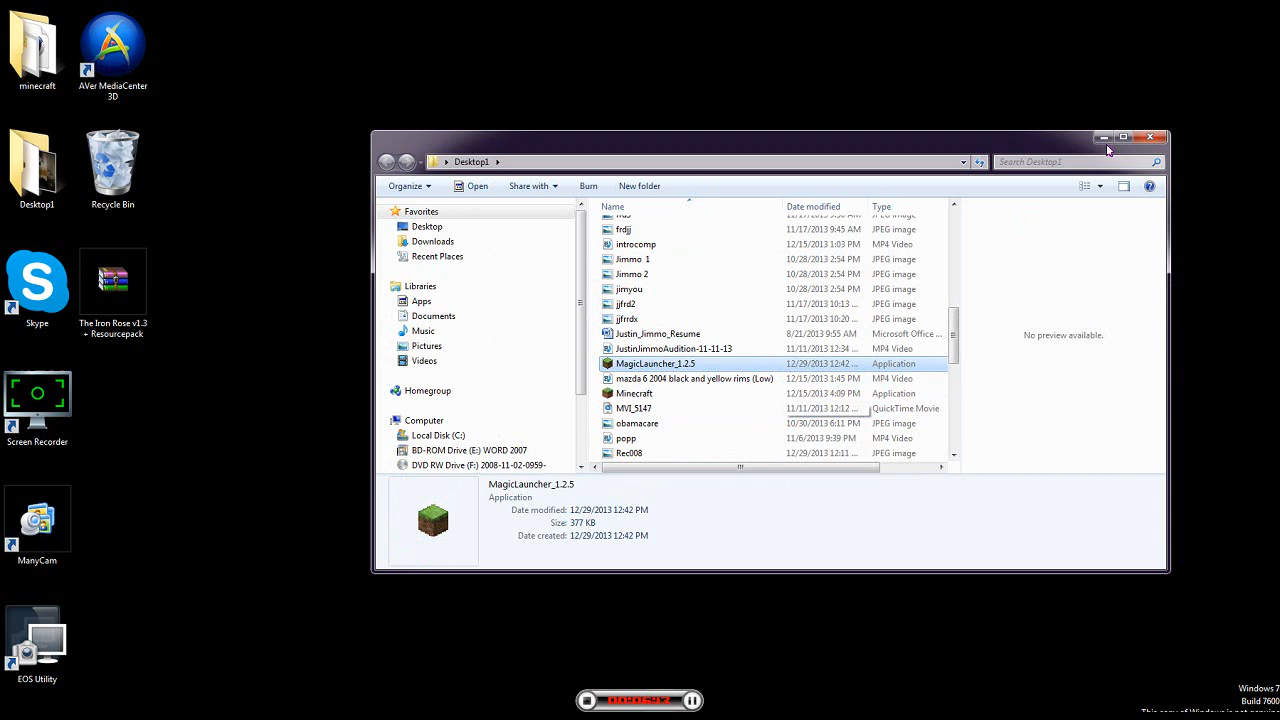 minecraft
AVer MediaCenter
3D
Desktop1
Recycle Bin
Skype
The Iron Rose v1.3
+ Resourcepack
Screen Recorder
ManyCam
EOS Utility
Desktop1
Search Desktop1
Organize Open Share with Burn New folder
Favorites
Desktop
Downloads
Recent Places
Libraries
Apps
Documents
Music
Pictures
Videos
Homegroup
Computer
Local Disk (C:)
BD-ROM Drive (E:) WORD 2007
DVD RW Drive (F:) 2008-11-02-0959-
Name Date modified Type
frdjj 11/17/2013 9:45 AM JPEG image
introcomp 12/15/2013 1:03 PM MP4 Video
Jimmo 1 10/28/2013 2:54 PM JPEG image
Jimmo 2 10/28/2013 2:54 PM JPEG image
jimyou 10/28/2013 2:54 PM JPEG image
jjfrd2 11/17/2013 10:13 ... JPEG image
jjfrrdx 11/17/2013 10:20 ... JPEG image
Justin_Jimmo_Resume 8/21/2013 9:55 AM Microsoft Office ...
JustinJimmoAudition-11-11-13 11/11/2013 12:34 ... MP4 Video
MagicLauncher_1.2.5 12/29/2013 12:42 ... Application
mazda 6 2004 black and yellow rims (Low) 12/15/2013 1:45 PM MP4 Video
Minecraft 12/15/2013 4:09 PM Application
MVI_5147 11/11/2013 12:12 ... QuickTime Movie
obamacare 10/30/2013 6:11 PM JPEG image
popp 11/6/2013 9:39 PM MP4 Video
Rec008 12/29/2013 12:11 ... JPEG image
No preview available.
MagicLauncher_1.2.5
Application
Date modified: 12/29/2013 12:42 PM
Size: 377 KB
Date created: 12/29/2013 12:42 PM
Windows 7
Build 7600
This copy of Windows is not genuine